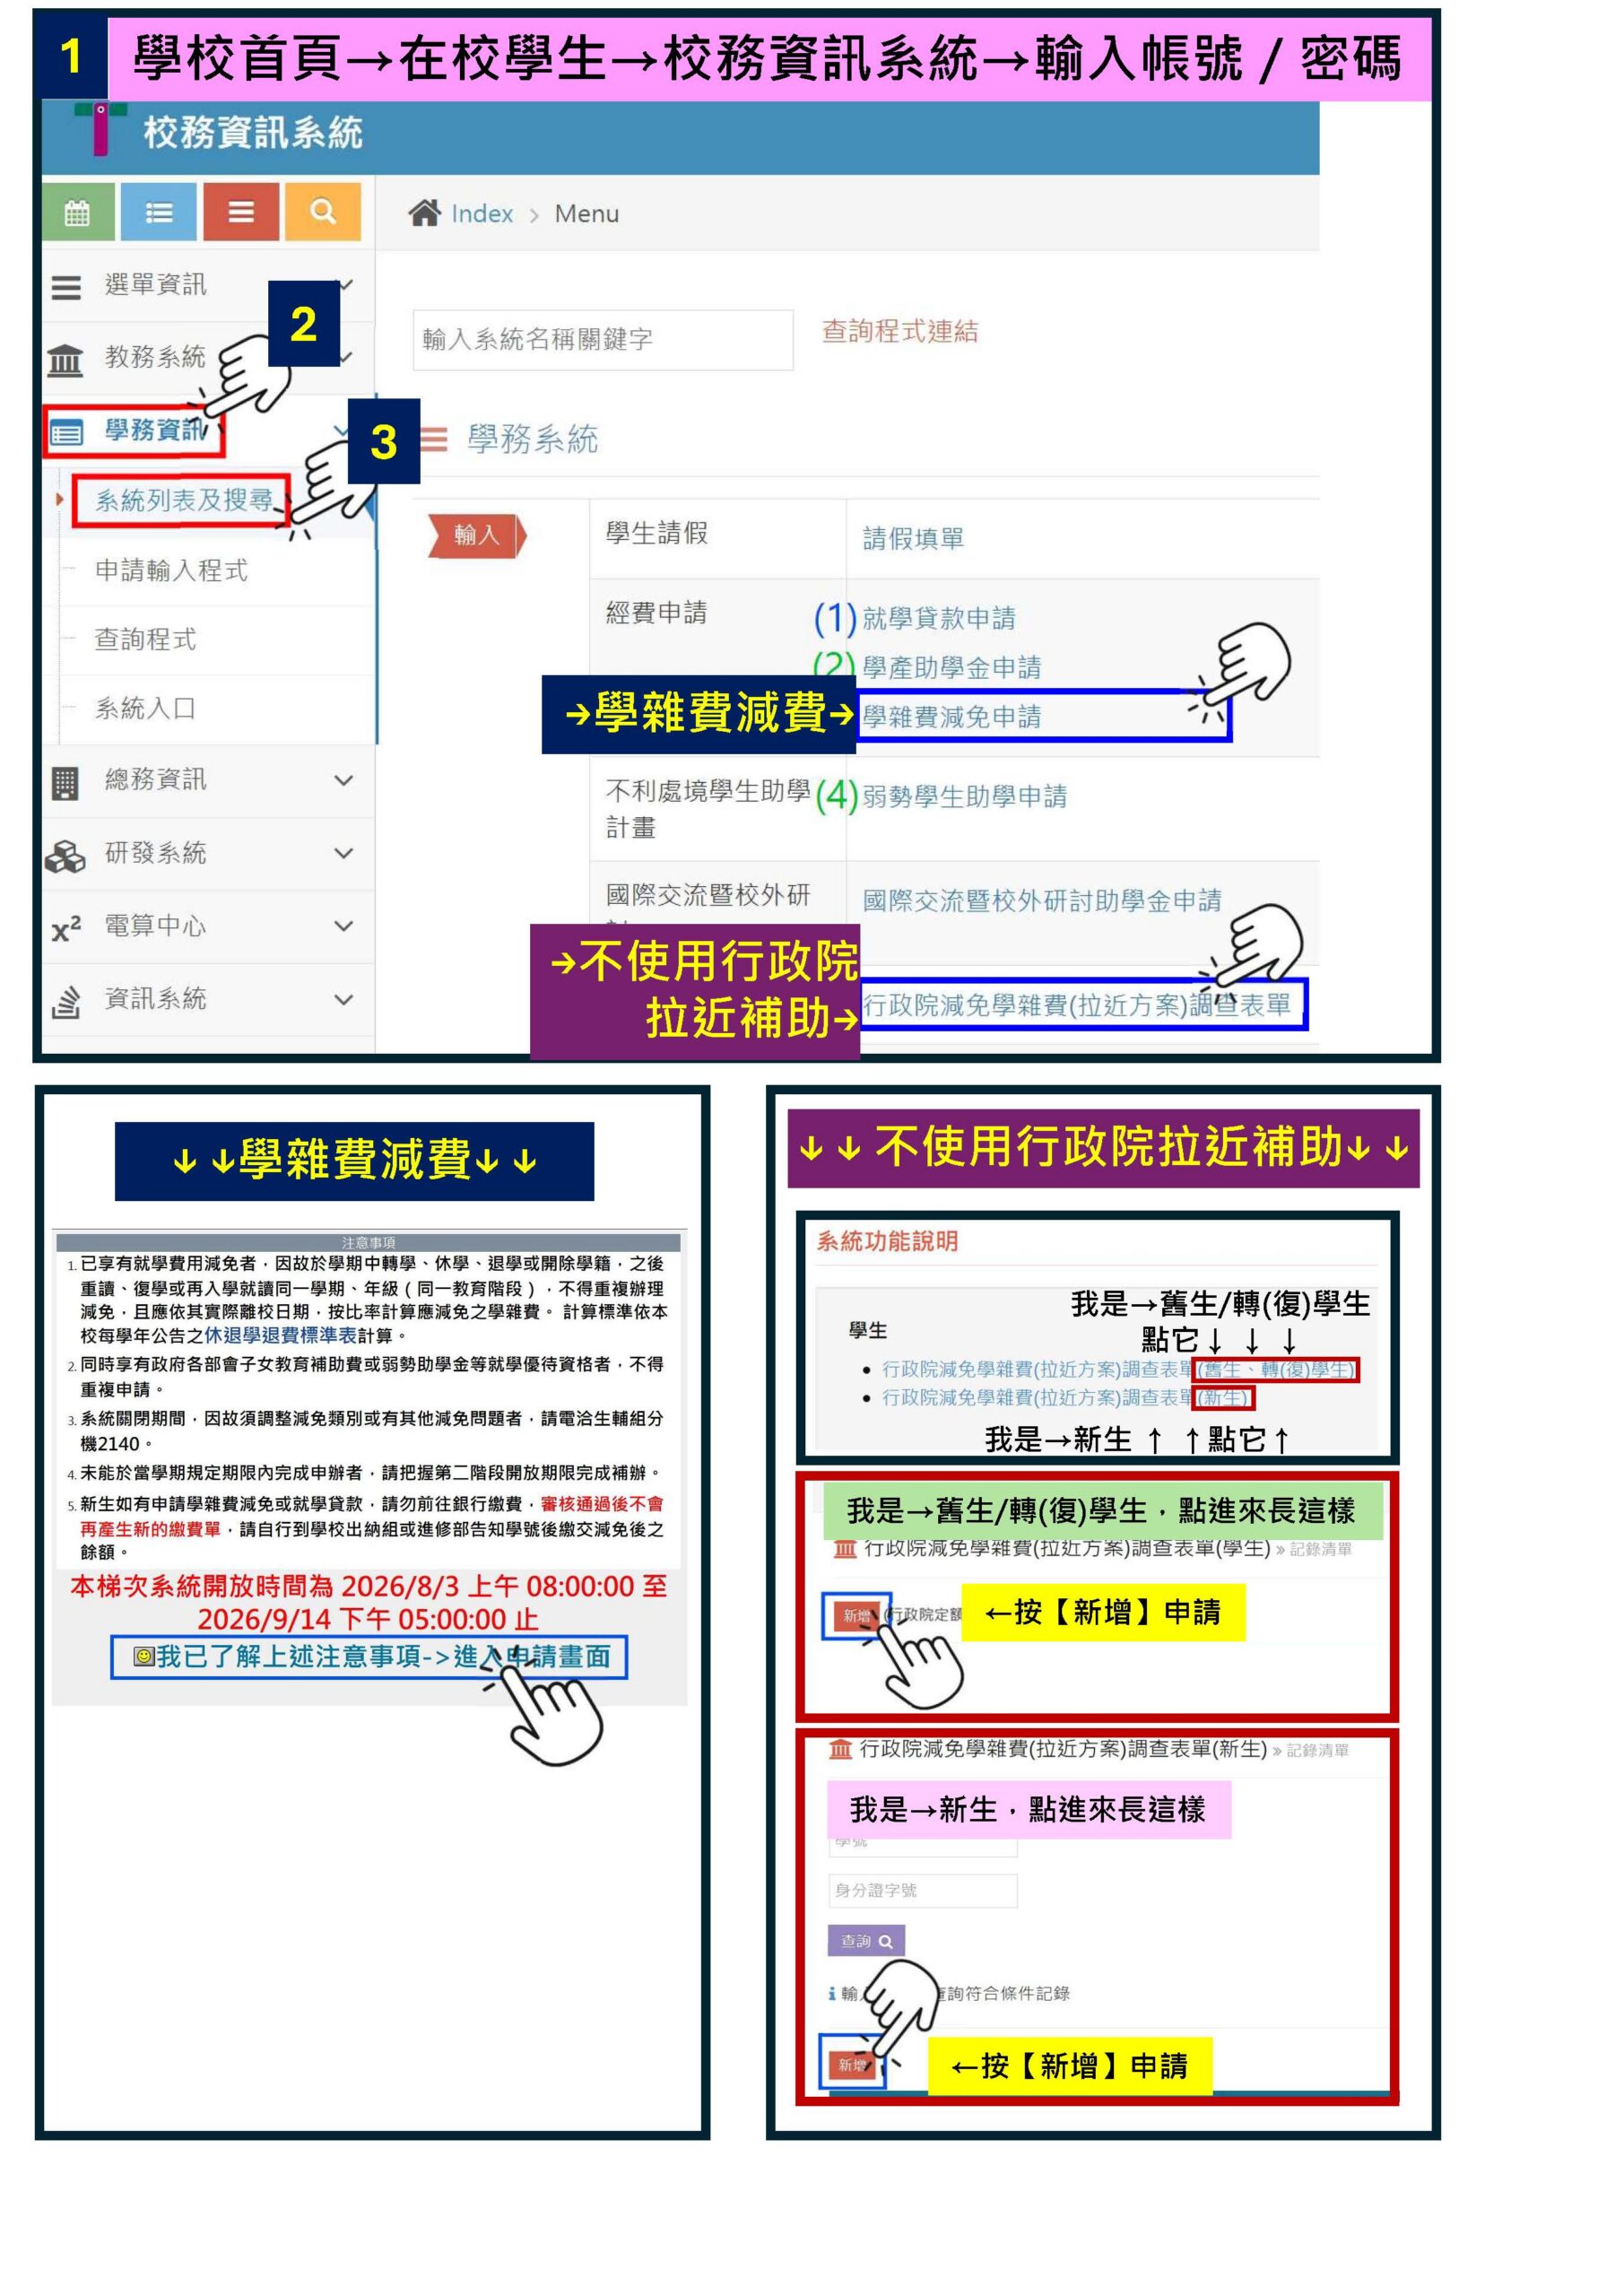 1 學校首頁→在校學生→校務資訊系統→輸入帳號 / 密碼
校務資訊系統
Index > Menu
選單資訊
2
教務系統
輸入系統名稱關鍵字 查詢程式連結
學務資訊
3
學務系統
系統列表及搜尋
輸入 學生請假 請假填單
申請輸入程式
經費申請 (1) 就學貸款申請
查詢程式
(2) 學產助學金申請
系統入口
→學雜費減費→ 學雜費減免申請
總務資訊
不利處境學生助學計畫 (4) 弱勢學生助學申請
研發系統
國際交流暨校外研 國際交流暨校外研討助學金申請
x² 電算中心
→不使用行政院
拉近補助→ 行政院減免學雜費(拉近方案)調查表單
資訊系統
↓↓學雜費減費↓↓
注意事項
1. 已享有就學費用減免者，因故於學期中轉學、休學、退學或開除學籍，之後
重讀、復學或再入學就讀同一學期、年級（同一教育階段），不得重複辦理
減免，且應依其實際離校日期，按比率計算應減免之學雜費。 計算標準依本
校每學年公告之休退學退費標準表計算。
2. 同時享有政府各部會子女教育補助費或弱勢助學金等就學優待資格者，不得
重複申請。
3. 系統關閉期間，因故須調整減免類別或有其他減免問題者，請電洽生輔組分
機2140。
4. 未能於當學期規定期限內完成申辦者，請把握第二階段開放期限完成補辦。
5. 新生如有申請學雜費減免或就學貸款，請勿前往銀行繳費，審核通過後不會
再產生新的繳費單，請自行到學校出納組或進修部告知學號後繳交減免後之
餘額。
本梯次系統開放時間為 2026/8/3 上午 08:00:00 至
2026/9/14 下午 05:00:00 止
我已了解上述注意事項->進入申請畫面
↓↓不使用行政院拉近補助↓↓
系統功能說明
我是→舊生/轉(復)學生
學生 點它↓ ↓ ↓
• 行政院減免學雜費(拉近方案)調查表單(舊生、轉(復)學生)
• 行政院減免學雜費(拉近方案)調查表單(新生)
我是→新生↑ ↑點它↑
我是→舊生/轉(復)學生，點進來長這樣
行政院減免學雜費(拉近方案)調查表單(學生) » 記錄清單
新增 (行政院定額 ←按【新增】申請
行政院減免學雜費(拉近方案)調查表單(新生) » 記錄清單
我是→新生，點進來長這樣
學號
身分證字號
查詢
輸 查詢符合條件記錄
新增 ←按【新增】申請